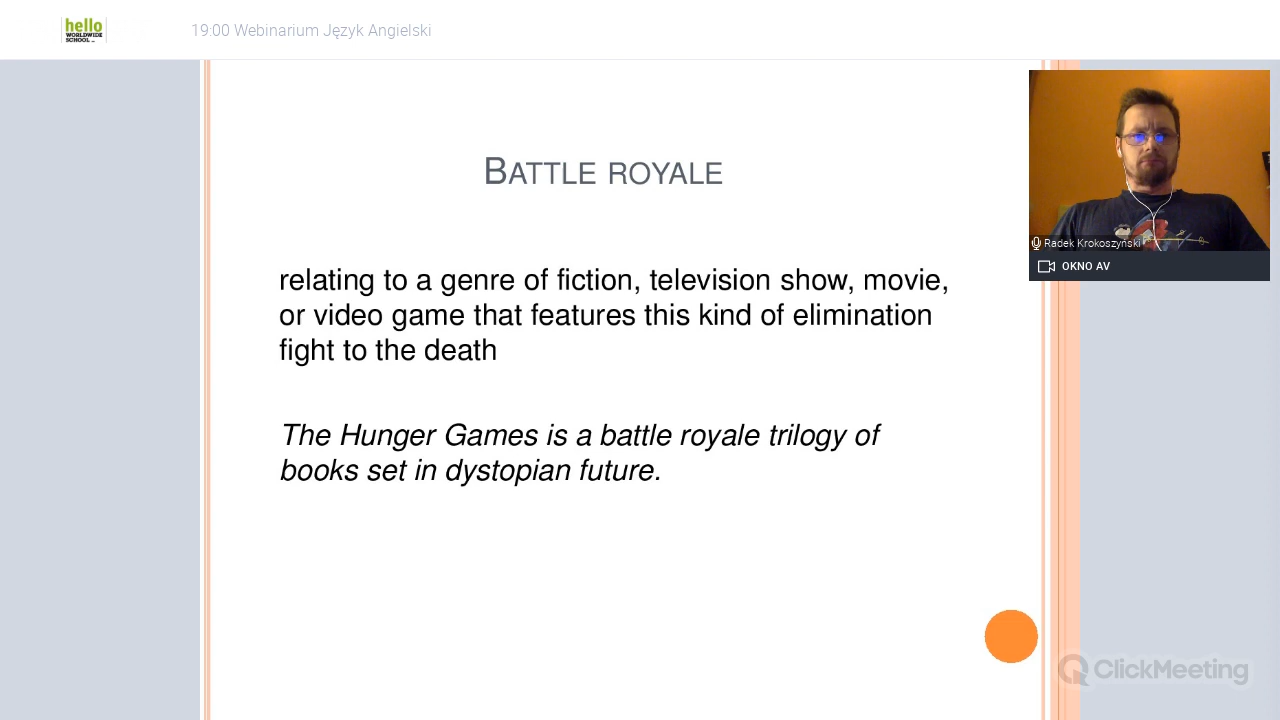 hello
WORLDWIDE
SCHOOL
19:00 Webinarium Język Angielski
BATTLE ROYALE
relating to a genre of fiction, television show, movie,
or video game that features this kind of elimination
fight to the death
The Hunger Games is a battle royale trilogy of
books set in dystopian future.
Radek Krokoszyński
OKNO AV
ClickMeeting